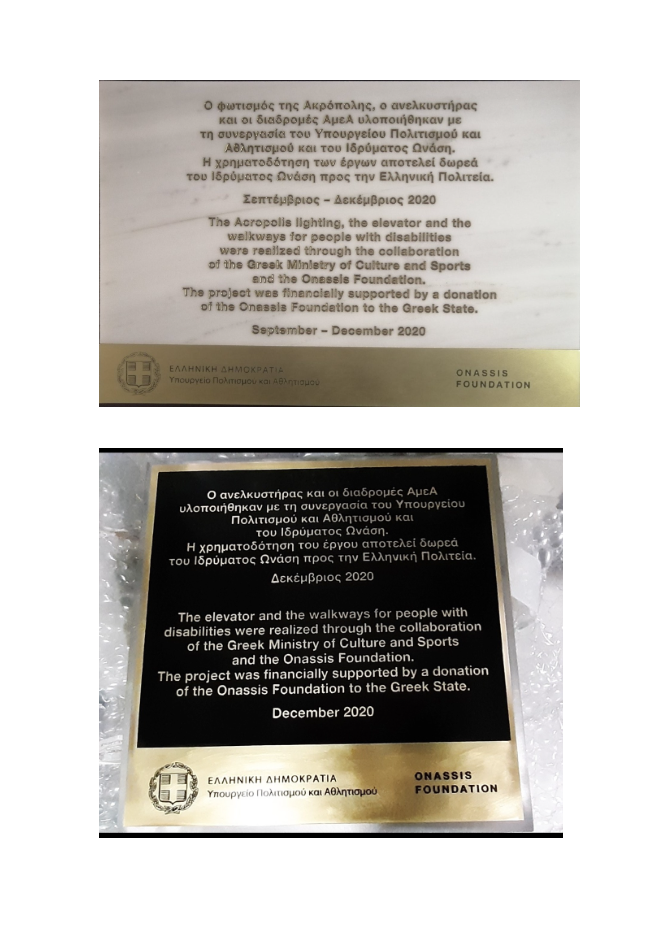 Ο φωτισμός της Ακρόπολης, ο ανελκυστήρας
και οι διαδρομές ΑμεΑ υλοποιήθηκαν με
τη συνεργασία του Υπουργείου Πολιτισμού και
Αθλητισμού και του Ιδρύματος Ωνάση.
Η χρηματοδότηση των έργων αποτελεί δωρεά
του Ιδρύματος Ωνάση προς την Ελληνική Πολιτεία.
Σεπτέμβριος – Δεκέμβριος 2020
The Acropolis lighting, the elevator and the
walkways for people with disabilities
were realized through the collaboration
of the Greek Ministry of Culture and Sports
and the Onassis Foundation.
The project was financially supported by a donation
of the Onassis Foundation to the Greek State.
September – December 2020
ΕΛΛΗΝΙΚΗ ΔΗΜΟΚΡΑΤΙΑ
Υπουργείο Πολιτισμού και Αθλητισμού
ONASSIS
FOUNDATION
Ο ανελκυστήρας και οι διαδρομές ΑμεΑ
υλοποιήθηκαν με τη συνεργασία του Υπουργείου
Πολιτισμού και Αθλητισμού και
του Ιδρύματος Ωνάση.
Η χρηματοδότηση του έργου αποτελεί δωρεά
του Ιδρύματος Ωνάση προς την Ελληνική Πολιτεία.
Δεκέμβριος 2020
The elevator and the walkways for people with
disabilities were realized through the collaboration
of the Greek Ministry of Culture and Sports
and the Onassis Foundation.
The project was financially supported by a donation
of the Onassis Foundation to the Greek State.
December 2020
ΕΛΛΗΝΙΚΗ ΔΗΜΟΚΡΑΤΙΑ
Υπουργείο Πολιτισμού και Αθλητισμού
ONASSIS
FOUNDATION